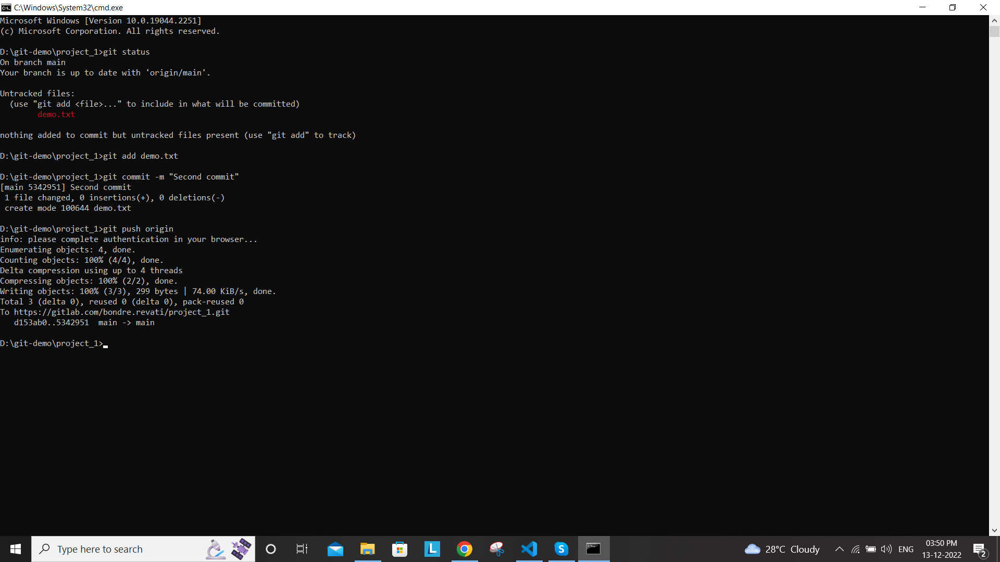 C:\Windows\System32\cmd.exe
Microsoft Windows [Version 10.0.19044.2251]
(c) Microsoft Corporation. All rights reserved.
D:\git-demo\project_1>git status
On branch main
Your branch is up to date with 'origin/main'.
Untracked files:
  (use "git add <file>..." to include in what will be committed)
        demo.txt
nothing added to commit but untracked files present (use "git add" to track)
D:\git-demo\project_1>git add demo.txt
D:\git-demo\project_1>git commit -m "Second commit"
[main 5342951] Second commit
 1 file changed, 0 insertions(+), 0 deletions(-)
 create mode 100644 demo.txt
D:\git-demo\project_1>git push origin
info: please complete authentication in your browser...
Enumerating objects: 4, done.
Counting objects: 100% (4/4), done.
Delta compression using up to 4 threads
Compressing objects: 100% (2/2), done.
Writing objects: 100% (3/3), 299 bytes | 74.00 KiB/s, done.
Total 3 (delta 0), reused 0 (delta 0), pack-reused 0
To https://gitlab.com/bondre.revati/project_1.git
   d153ab0..5342951  main -> main
D:\git-demo\project_1>
Type here to search
L
S
28°C Cloudy
ENG
03:50 PM
13-12-2022
2